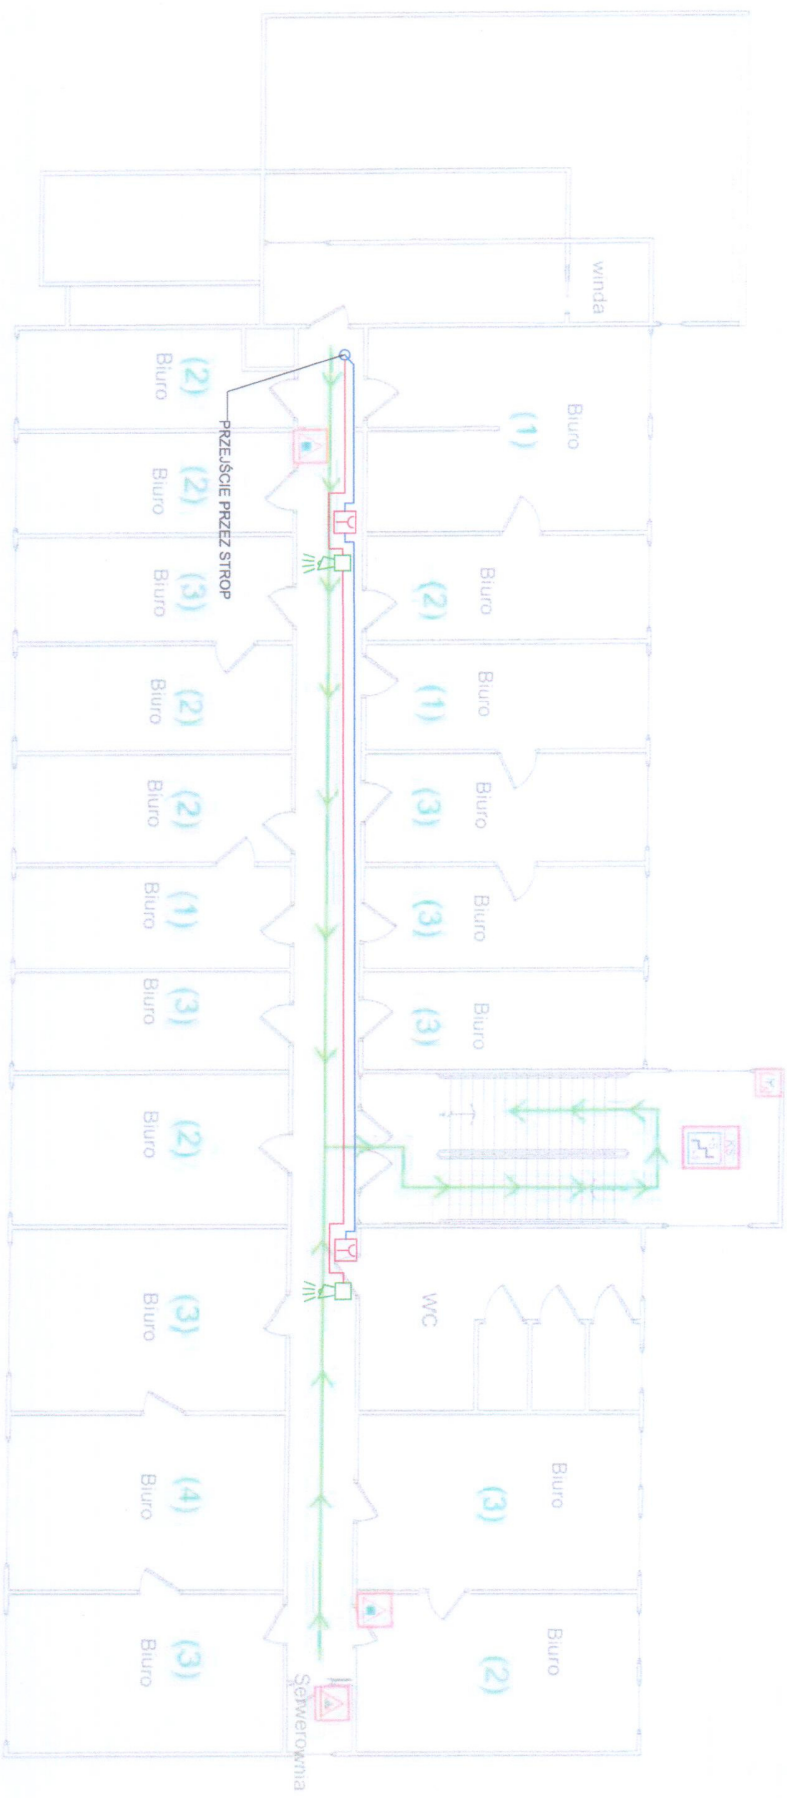 winda
Biuro
(1)
Biuro
(2)
Biuro
(1)
Biuro
(3)
Biuro
(3)
Biuro
(3)
WC
Biuro
(3)
Biuro
(2)
Serwerownia
PRZEJŚCIE PRZEZ STROP
(2)
Biuro
(2)
Biuro
(3)
Biuro
(2)
Biuro
(2)
Biuro
(1)
Biuro
(3)
Biuro
(2)
Biuro
(3)
Biuro
(4)
Biuro
(3)
Biuro